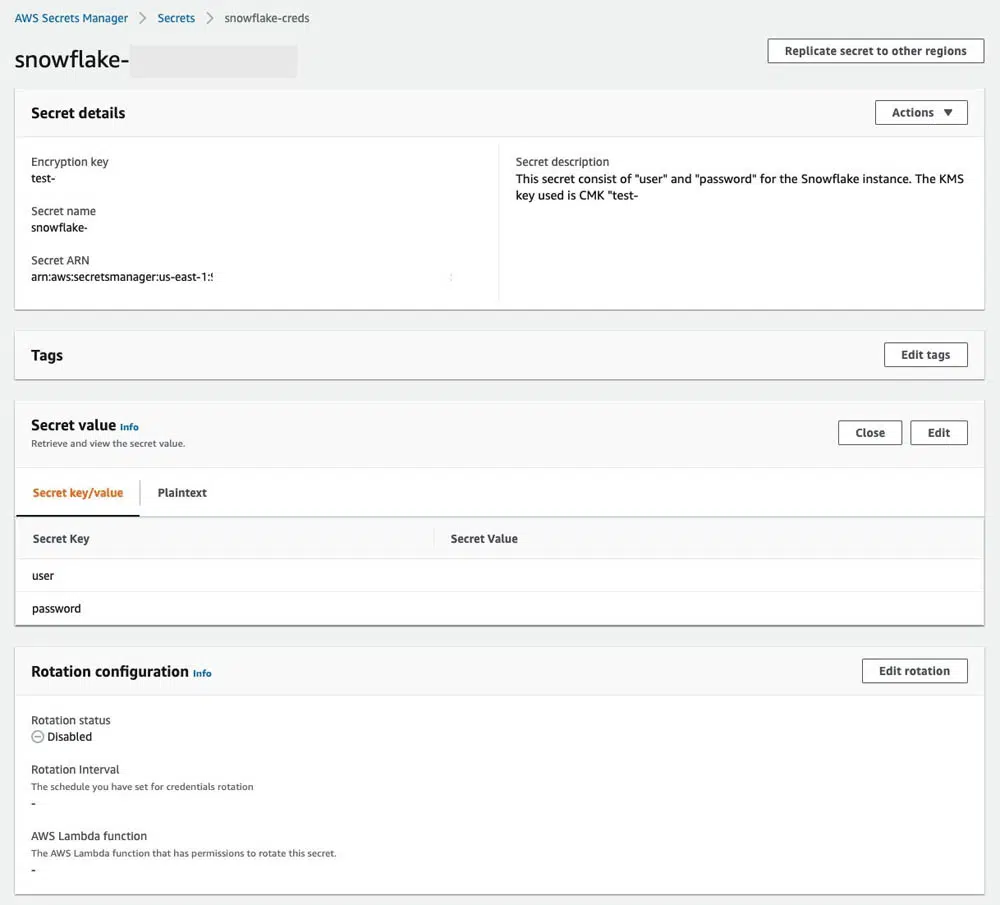 AWS Secrets Manager > Secrets > snowflake-creds
snowflake-
Replicate secret to other regions
Secret details
Actions ▼
Encryption key
test-
Secret name
snowflake-
Secret ARN
arn:aws:secretsmanager:us-east-1:
Secret description
This secret consist of "user" and "password" for the Snowflake instance. The KMS
key used is CMK "test-
Tags
Edit tags
Secret value Info
Retrieve and view the secret value.
Close
Edit
Secret key/value
Plaintext
Secret Key
Secret Value
user
password
Rotation configuration Info
Edit rotation
Rotation status
Disabled
Rotation Interval
The schedule you have set for credentials rotation
-
AWS Lambda function
The AWS Lambda function that has permissions to rotate this secret.
-